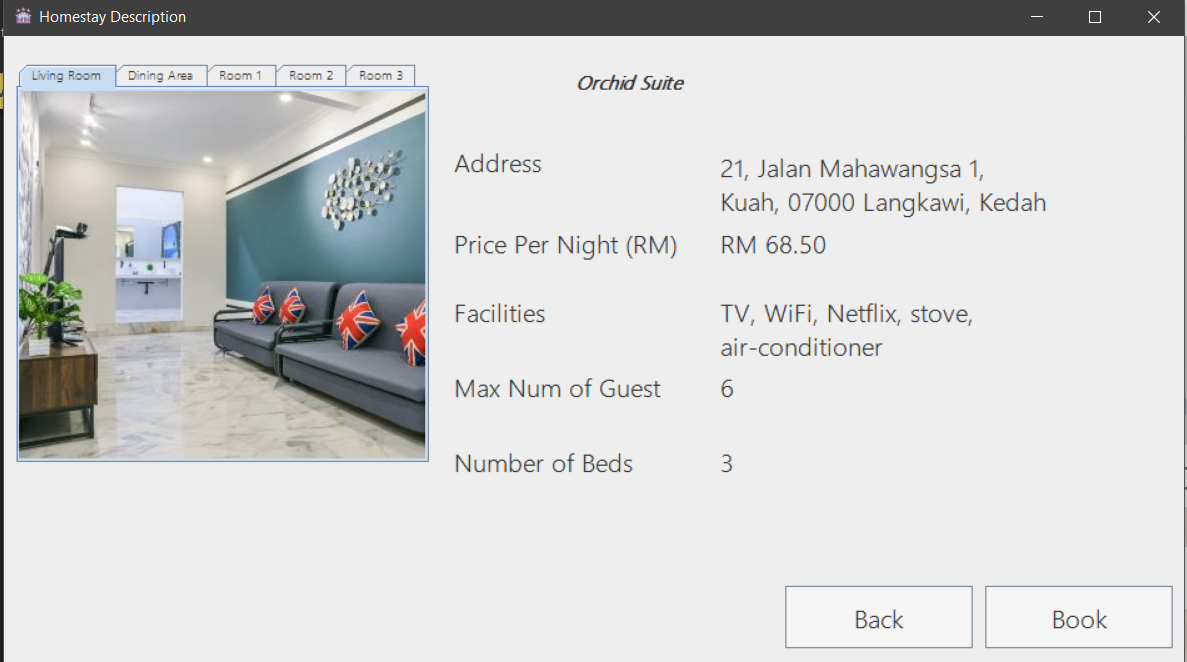 Homestay Description
Living Room
Dining Area
Room 1
Room 2
Room 3
Orchid Suite
Address
21, Jalan Mahawangsa 1,
Kuah, 07000 Langkawi, Kedah
Price Per Night (RM)
RM 68.50
Facilities
TV, WiFi, Netflix, stove,
air-conditioner
Max Num of Guest
6
Number of Beds
3
Back
Book